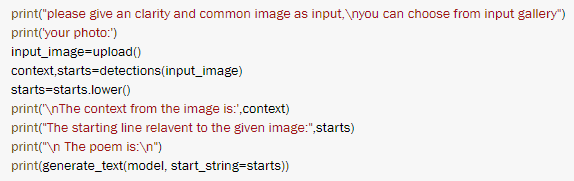 print("please give an clarity and common image as input,\nyou can choose from input gallery")
print('your photo:')
input_image=upload()
context,starts=detections(input_image)
starts=starts.lower()
print('\nThe context from the image is:',context)
print("The starting line relavent to the given image:",starts)
print("\n The poem is:\n")
print(generate_text(model, start_string=starts))